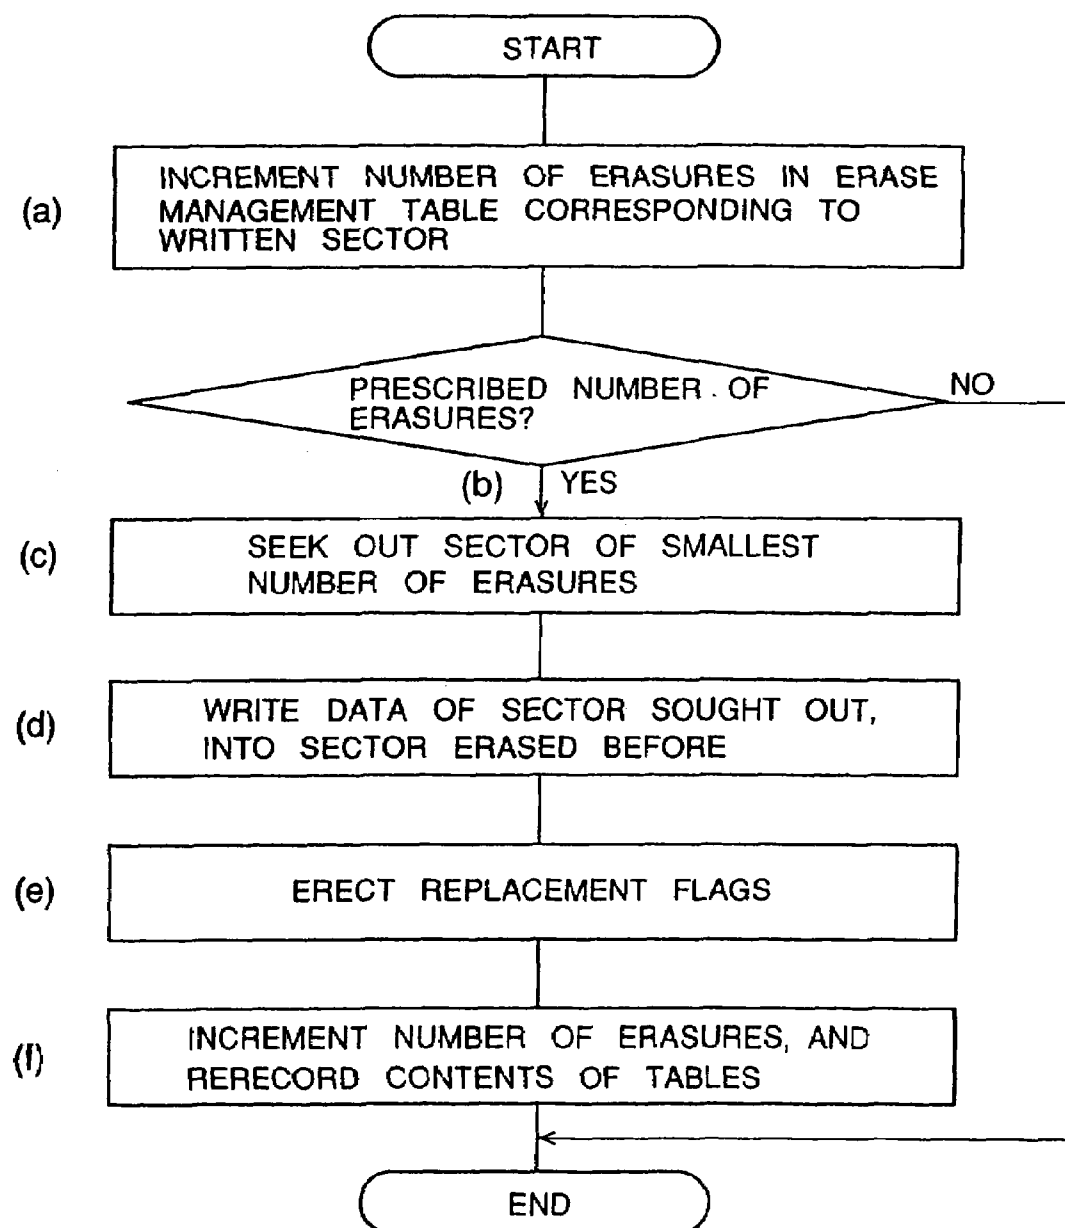 START
(a)
INCREMENT NUMBER OF ERASURES IN ERASE
MANAGEMENT TABLE CORRESPONDING TO
WRITTEN SECTOR
PRESCRIBED NUMBER OF
ERASURES?
NO
(b)
YES
(c)
SEEK OUT SECTOR OF SMALLEST
NUMBER OF ERASURES
(d)
WRITE DATA OF SECTOR SOUGHT OUT,
INTO SECTOR ERASED BEFORE
(e)
ERECT REPLACEMENT FLAGS
(f)
INCREMENT NUMBER OF ERASURES, AND
RERECORD CONTENTS OF TABLES
END